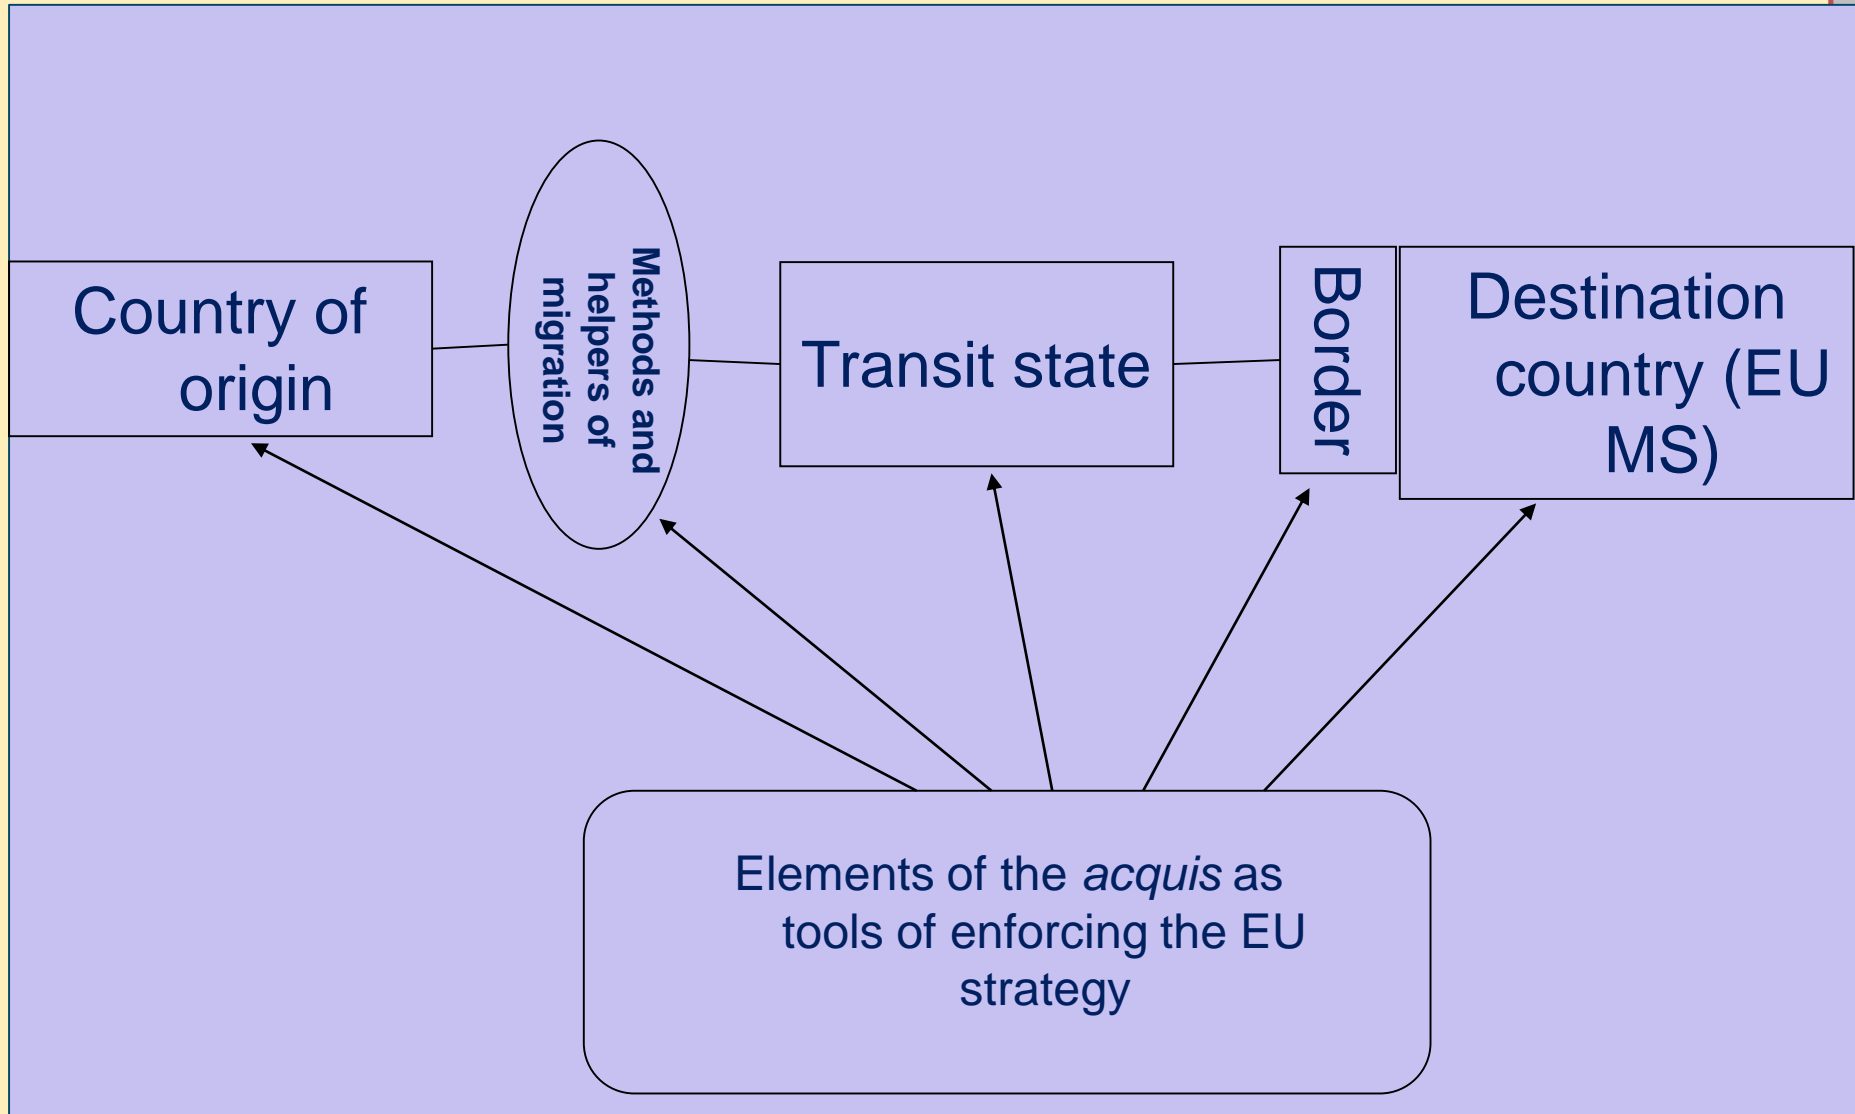 Country of
origin
Methods and
helpers of
migration
Transit state
Border
Destination
country (EU
MS)
Elements of the acquis as
tools of enforcing the EU
strategy